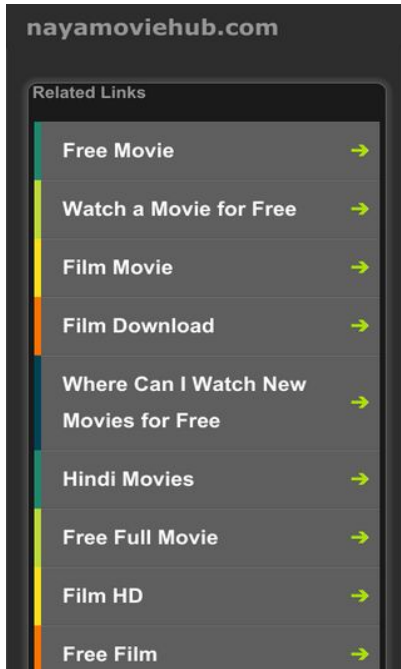 nayamoviehub.com
Related Links
Free Movie
Watch a Movie for Free
Film Movie
Film Download
Where Can I Watch New
Movies for Free
Hindi Movies
Free Full Movie
Film HD
Free Film